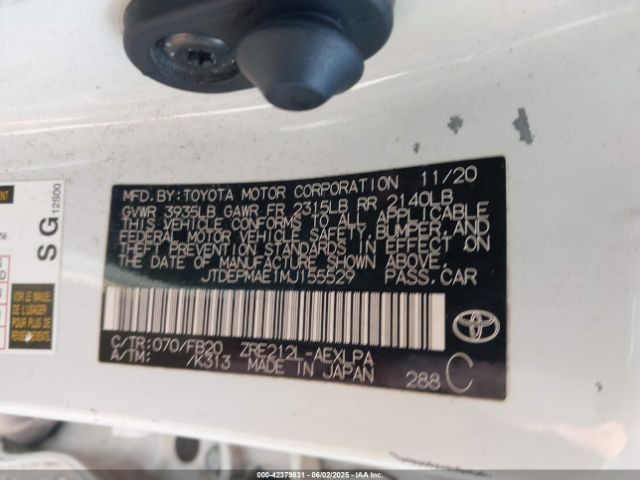 MFD.BY: TOYOTA MOTOR CORPORATION 11/20
GVWR 3935LB GAWR FR 2315LB RR 2140LB
THIS VEHICLE CONFORMS TO ALL APPLICABLE
FEDERAL MOTOR VEHICLE SAFETY, BUMPER, AND
THEFT PREVENTION STANDARDS IN EFFECT ON
THE DATE OF MANUFACTURE SHOWN ABOVE.
JTDEPMAE1MJ155529 PASS.CAR
C/TR:070/FB20 ZRE212L-AEXLPA
A/TM: /K313 MADE IN JAPAN
288 C
SG
12S00
000-42379831 - 06/02/2025 - IAA Inc.